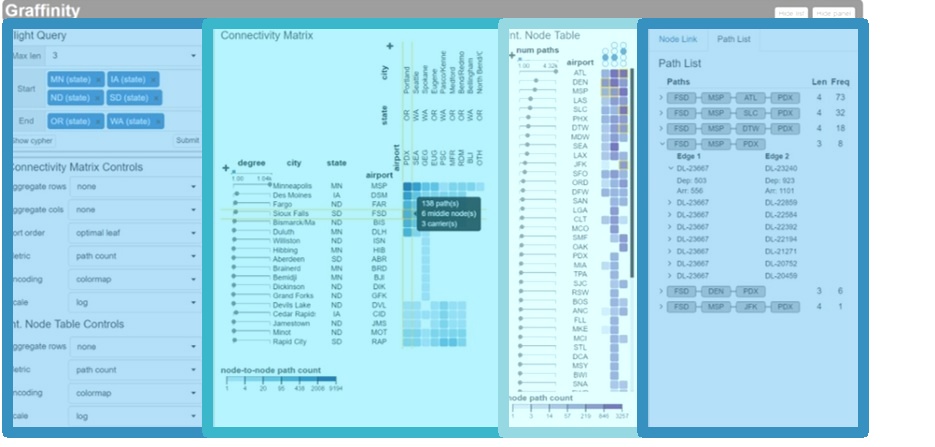 Graffinity
Hide list
Hide panel
light Query
Max len 3
Start
MN (state)
IA (state)
ND (state)
SD (state)
End
OR (state)
WA (state)
Show cypher
Submit
Connectivity Matrix Controls
ggregate rows none
ggregate cols none
ort order optimal leaf
etric path count
ncoding colormap
cale log
nt. Node Table Controls
ggregate rows none
etric path count
ncoding colormap
cale log
Connectivity Matrix
city
Portland
Seattle
Spokane
Eugene
Pasco/Kenne
Medford
Bend/Redmo
Bellingham
North Bend/C
state
OR
WA
WA
OR
WA
OR
OR
WA
OR
airport
PDX
SEA
GEG
EUG
PSC
MFR
RDM
BLI
OTH
degree city state airport
1.00 1.04k
Minneapolis MN MSP
Des Moines IA DSM
Fargo ND FAR
Sioux Falls SD FSD
Bismarck/Ma ND BIS
Duluth MN DLH
Williston ND ISN
Hibbing MN HIB
Aberdeen SD ABR
Brainerd MN BRD
Bemidji MN BJI
Dickinson ND DIK
Grand Forks ND GFK
Devils Lake ND DVL
Cedar Rapid IA CID
Jamestown ND JMS
Minot ND MOT
Rapid City SD RAP
138 path(s)
6 middle node(s)
3 carrier(s)
node-to-node path count
1 4 20 95 438 2008 9194
nt. Node Table
num paths
airport
1.00 4.32k
ATL
DEN
MSP
LAS
SLC
PHX
DTW
MDW
SEA
LAX
JFK
SFO
ORD
DFW
SAN
LGA
CLT
MCO
SMF
OAK
PDX
MIA
TPA
SJC
RSW
BOS
ANC
FLL
MKE
MCI
STL
DCA
MSY
BWI
SNA
node path count
1 3 14 57 219 846 3257
Node Link
Path List
Path List
Paths Len Freq
FSD MSP ATL PDX 4 73
FSD MSP SLC PDX 4 32
FSD MSP DTW PDX 4 18
FSD MSP PDX 3 8
Edge 1 Edge 2
DL-23667 DL-23240
Dep: 503 Dep: 923
Arr: 556 Arr: 1101
DL-23667 DL-22859
DL-23667 DL-22584
DL-23667 DL-22392
DL-23667 DL-22194
DL-23667 DL-21271
DL-23667 DL-20752
DL-23667 DL-20459
FSD DEN PDX 3 6
FSD MSP JFK PDX 4 1